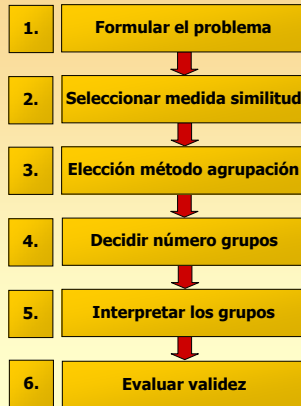 1. Formular el problema
2. Seleccionar medida similitud
3. Elección método agrupación
4. Decidir número grupos
5. Interpretar los grupos
6. Evaluar validez